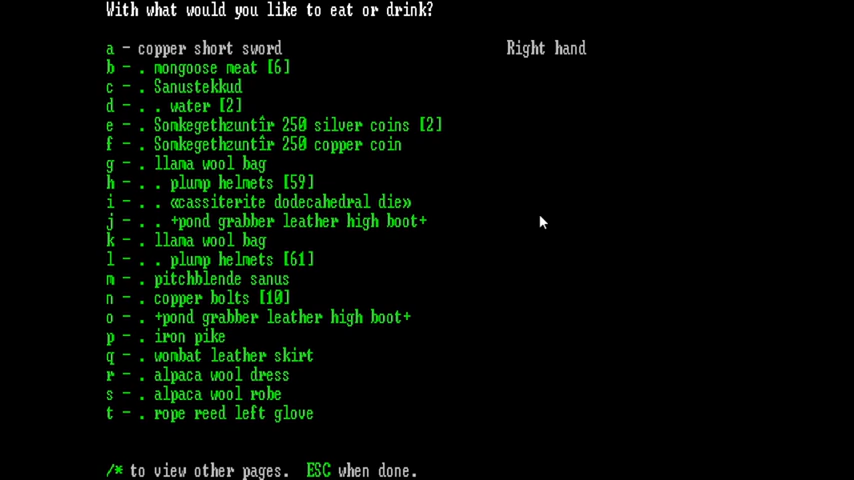 With what would you like to eat or drink?
a - copper short sword Right hand
b - . mongoose meat [6]
c - . Sanustekkud
d - . . water [2]
e - . Somkegethzuntîr 250 silver coins [2]
f - . Somkegethzuntîr 250 copper coin
g - . llama wool bag
h - . . plump helmets [59]
i - . . «cassiterite dodecahedral die»
j - . . +pond grabber leather high boot+
k - . llama wool bag
l - . . plump helmets [61]
m - . pitchblende sanus
n - . copper bolts [10]
o - . +pond grabber leather high boot+
p - . iron pike
q - . wombat leather skirt
r - . alpaca wool dress
s - . alpaca wool robe
t - . rope reed left glove
/* to view other pages. ESC when done.